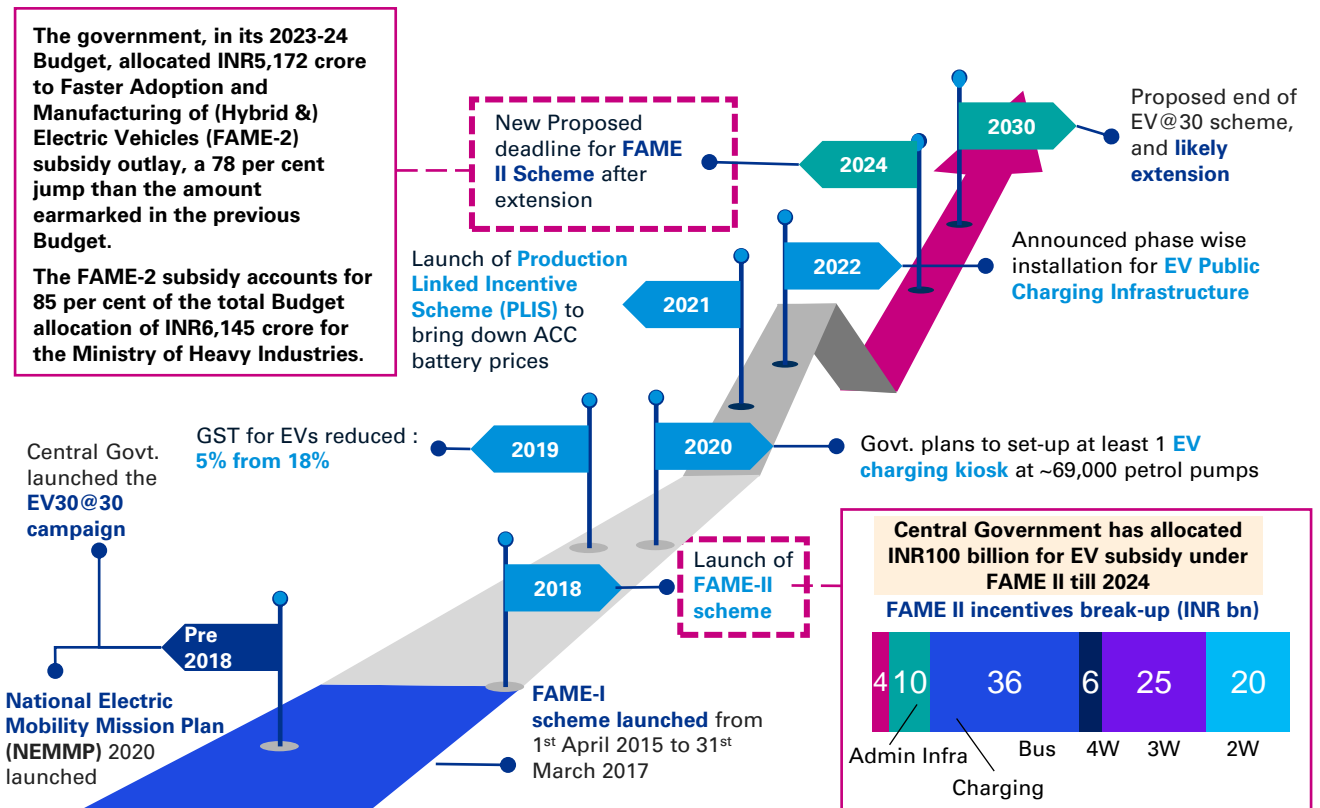 The government, in its 2023-24
Budget, allocated INR5,172 crore
to Faster Adoption and
Manufacturing of (Hybrid &)
Electric Vehicles (FAME-2)
subsidy outlay, a 78 per cent
jump than the amount
earmarked in the previous
Budget.
The FAME-2 subsidy accounts for
85 per cent of the total Budget
allocation of INR6,145 crore for
the Ministry of Heavy Industries.
New Proposed
deadline for FAME
II Scheme after
extension
2024
2030
Proposed end of
EV@30 scheme,
and likely
extension
Launch of Production
Linked Incentive
Scheme (PLIS) to
bring down ACC
battery prices
2021
2022
Announced phase wise
installation for EV Public
Charging Infrastructure
GST for EVs reduced :
5% from 18%
2019
2020
Govt. plans to set-up at least 1 EV
charging kiosk at ~69,000 petrol pumps
Central Govt.
launched the
EV30@30
campaign
Pre
2018
2018
Launch of
FAME-II
scheme
National Electric
Mobility Mission Plan
(NEMMP) 2020
launched
FAME-I
scheme launched from
1st April 2015 to 31st
March 2017
Central Government has allocated
INR100 billion for EV subsidy under
FAME II till 2024
FAME II incentives break-up (INR bn)
4 10 36 6 25 20
Admin Infra Bus 4W 3W 2W
Charging